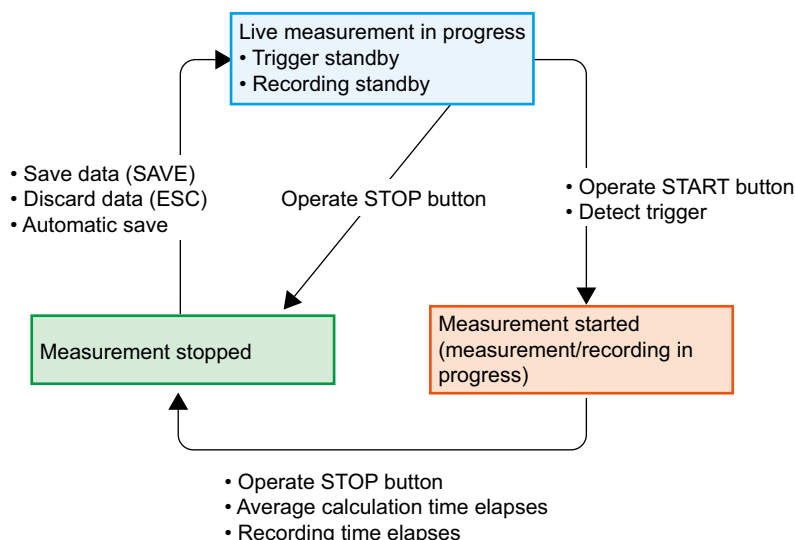 Live measurement in progress
• Trigger standby
• Recording standby
• Save data (SAVE)
• Discard data (ESC)
• Automatic save
Operate STOP button
• Operate START button
• Detect trigger
Measurement stopped
Measurement started
(measurement/recording in
progress)
• Operate STOP button
• Average calculation time elapses
• Recording time elapses